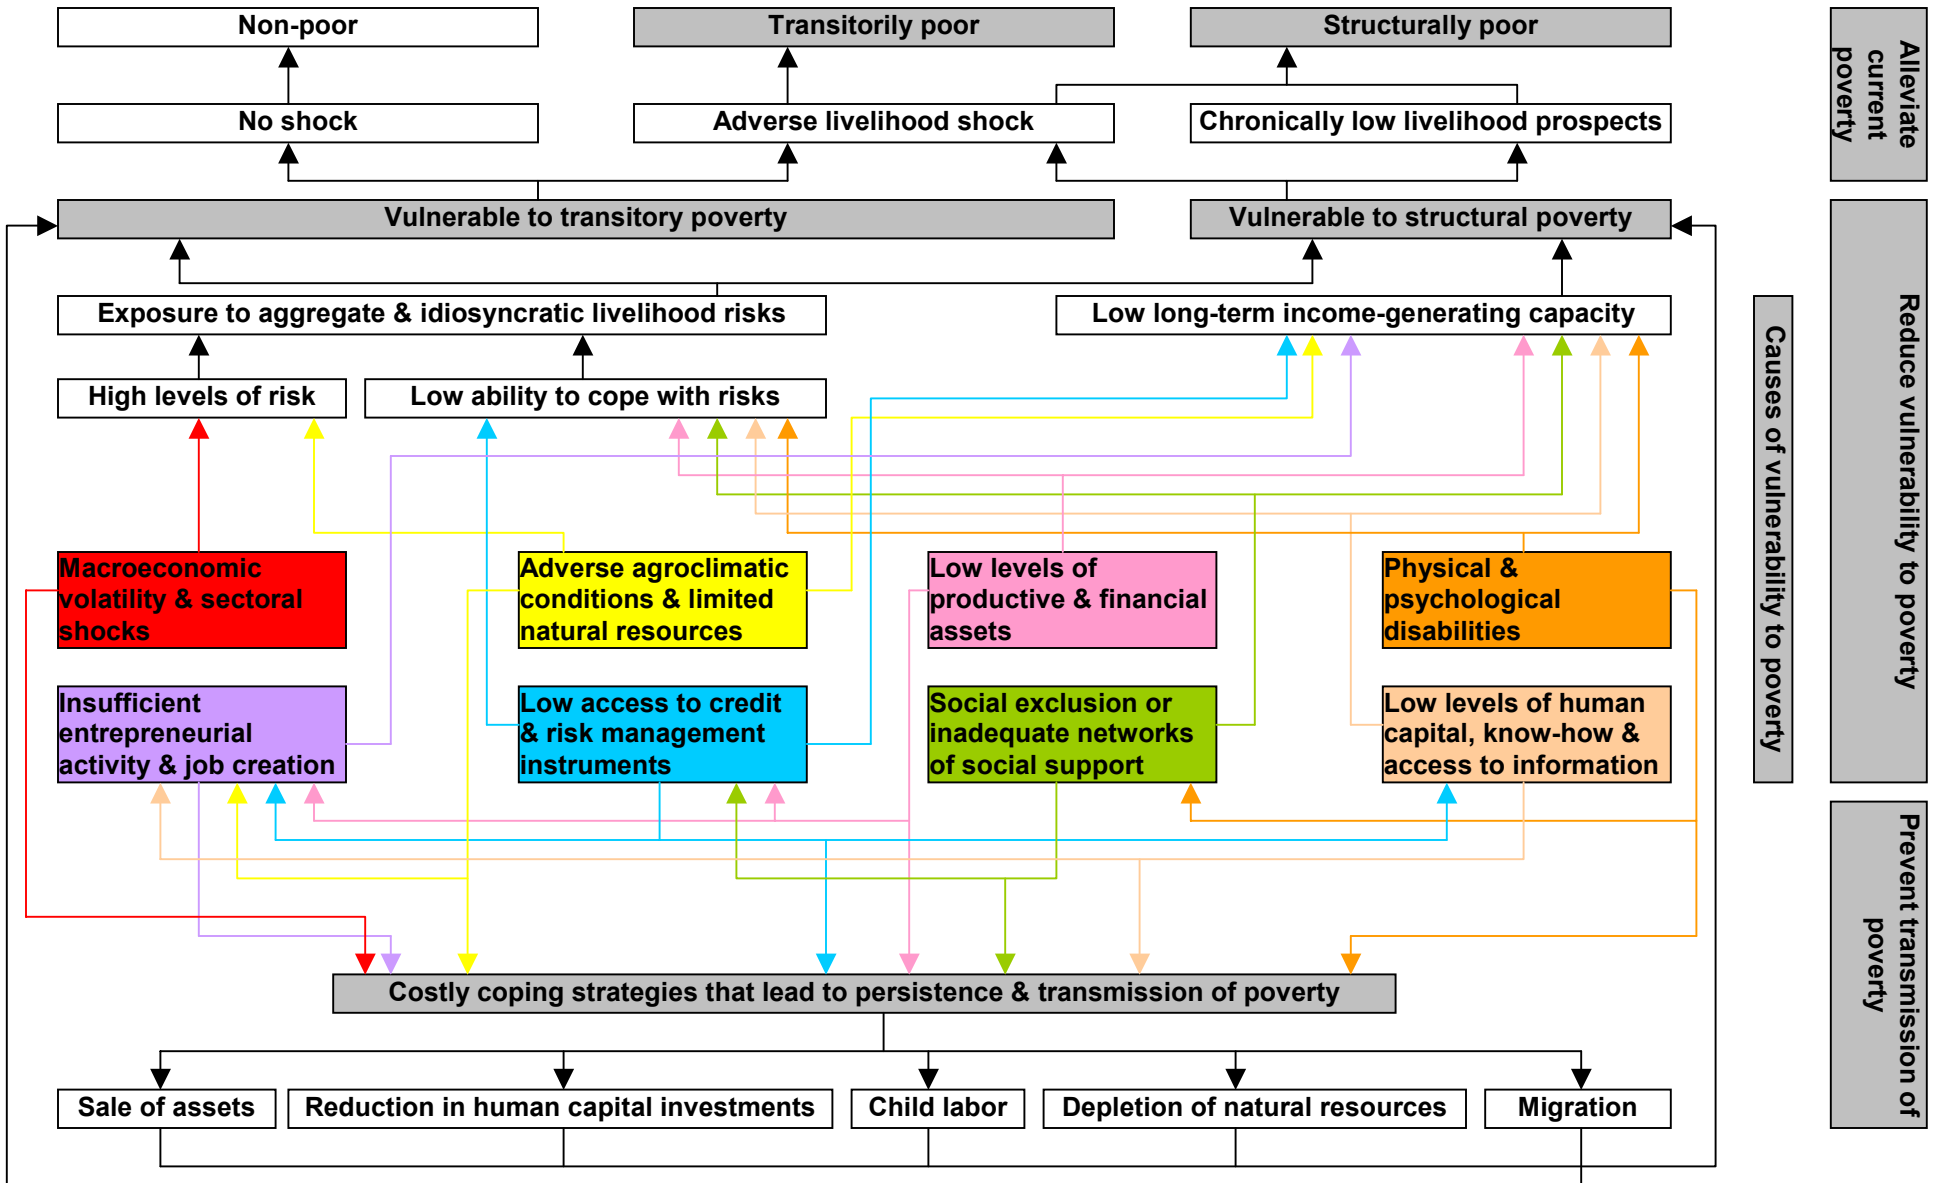 Non-poor
Transitorily poor
Structurally poor
No shock
Adverse livelihood shock
Chronically low livelihood prospects
Alleviate
current
poverty
Vulnerable to transitory poverty
Vulnerable to structural poverty
Exposure to aggregate & idiosyncratic livelihood risks
Low long-term income-generating capacity
High levels of risk
Low ability to cope with risks
Causes of vulnerability to poverty
Reduce vulnerability to poverty
Macroeconomic
volatility & sectoral
shocks
Adverse agroclimatic
conditions & limited
natural resources
Low levels of
productive & financial
assets
Physical &
psychological
disabilities
Insufficient
entrepreneurial
activity & job creation
Low access to credit
& risk management
instruments
Social exclusion or
inadequate networks
of social support
Low levels of human
capital, know-how &
access to information
Prevent transmission of
poverty
Costly coping strategies that lead to persistence & transmission of poverty
Sale of assets
Reduction in human capital investments
Child labor
Depletion of natural resources
Migration